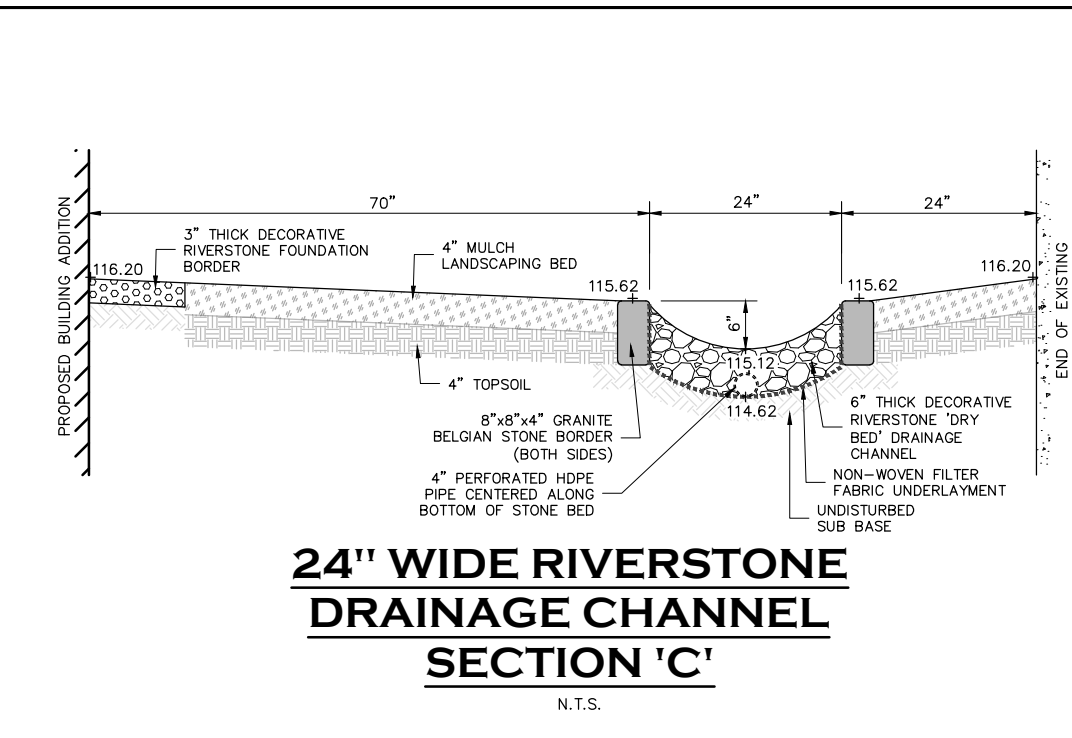 70”
24”
24”
3” THICK DECORATIVE
RIVERSTONE FOUNDATION
BORDER
4” MULCH
LANDSCAPING BED
116.20
115.62
115.62
116.20
6”
PROPOSED BUILDING ADDITION
END OF EXISTING
115.12
114.62
4” TOPSOIL
8”x8”x4” GRANITE
BELGIAN STONE BORDER
(BOTH SIDES)
4” PERFORATED HDPE
PIPE CENTERED ALONG
BOTTOM OF STONE BED
6” THICK DECORATIVE
RIVERSTONE 'DRY
BED' DRAINAGE
CHANNEL
NON-WOVEN FILTER
FABRIC UNDERLAYMENT
UNDISTURBED
SUB BASE
24" WIDE RIVERSTONE
DRAINAGE CHANNEL
SECTION 'C'
N.T.S.